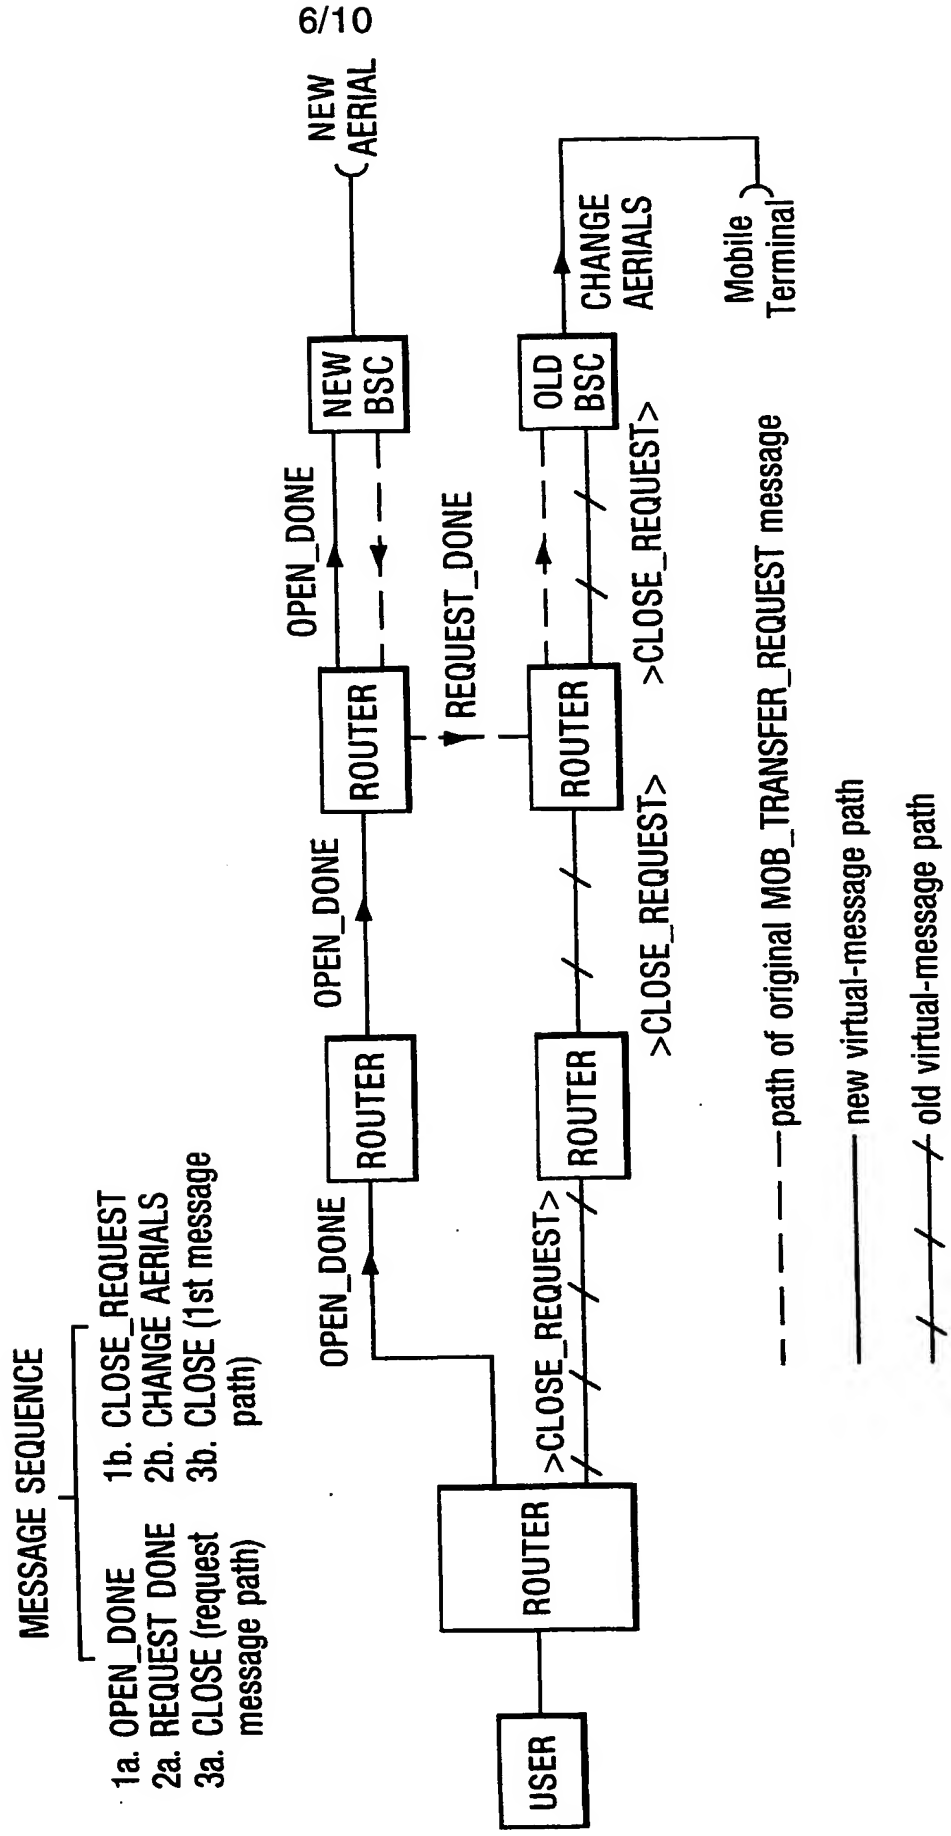 6/10
MESSAGE SEQUENCE
1a. OPEN_DONE
2a. REQUEST DONE
3a. CLOSE (request
message path)
1b. CLOSE_REQUEST
2b. CHANGE AERIALS
3b. CLOSE (1st message
path)
USER
ROUTER
OPEN_DONE
ROUTER
OPEN_DONE
ROUTER
OPEN_DONE
NEW
BSC
NEW
AERIAL
REQUEST_DONE
>CLOSE_REQUEST>
ROUTER
>CLOSE_REQUEST>
ROUTER
>CLOSE_REQUEST>
OLD
BSC
CHANGE
AERIALS
Mobile
Terminal
path of original MOB_TRANSFER_REQUEST message
new virtual-message path
old virtual-message path